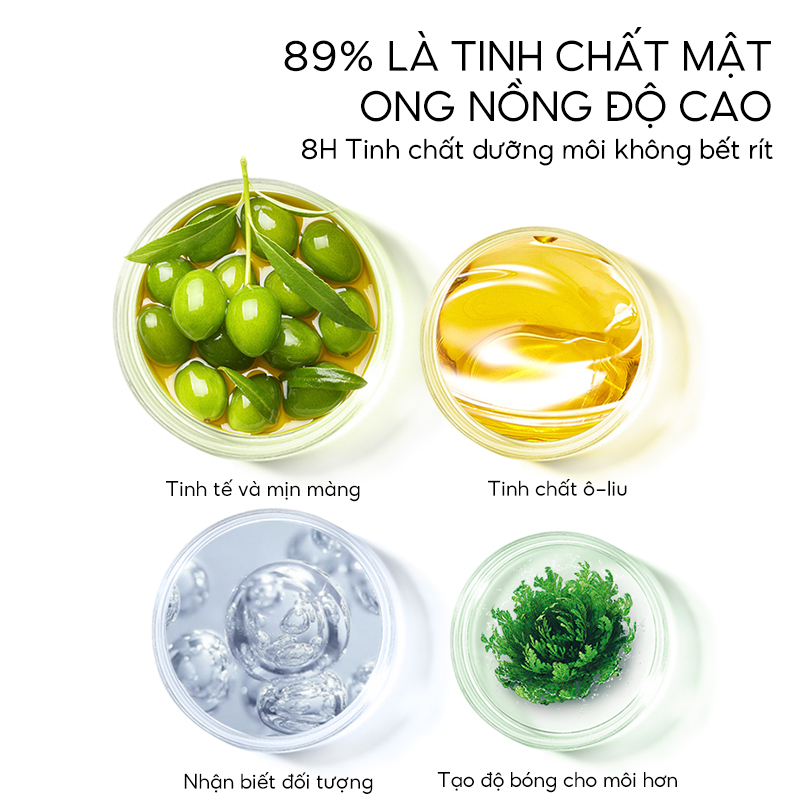 89% LÀ TINH CHẤT MẬT
ONG NỒNG ĐỘ CAO
8H Tinh chất dưỡng môi không bết rít
Tinh tế và mịn màng
Tinh chất ô-liu
Nhận biết đối tượng
Tạo độ bóng cho môi hơn